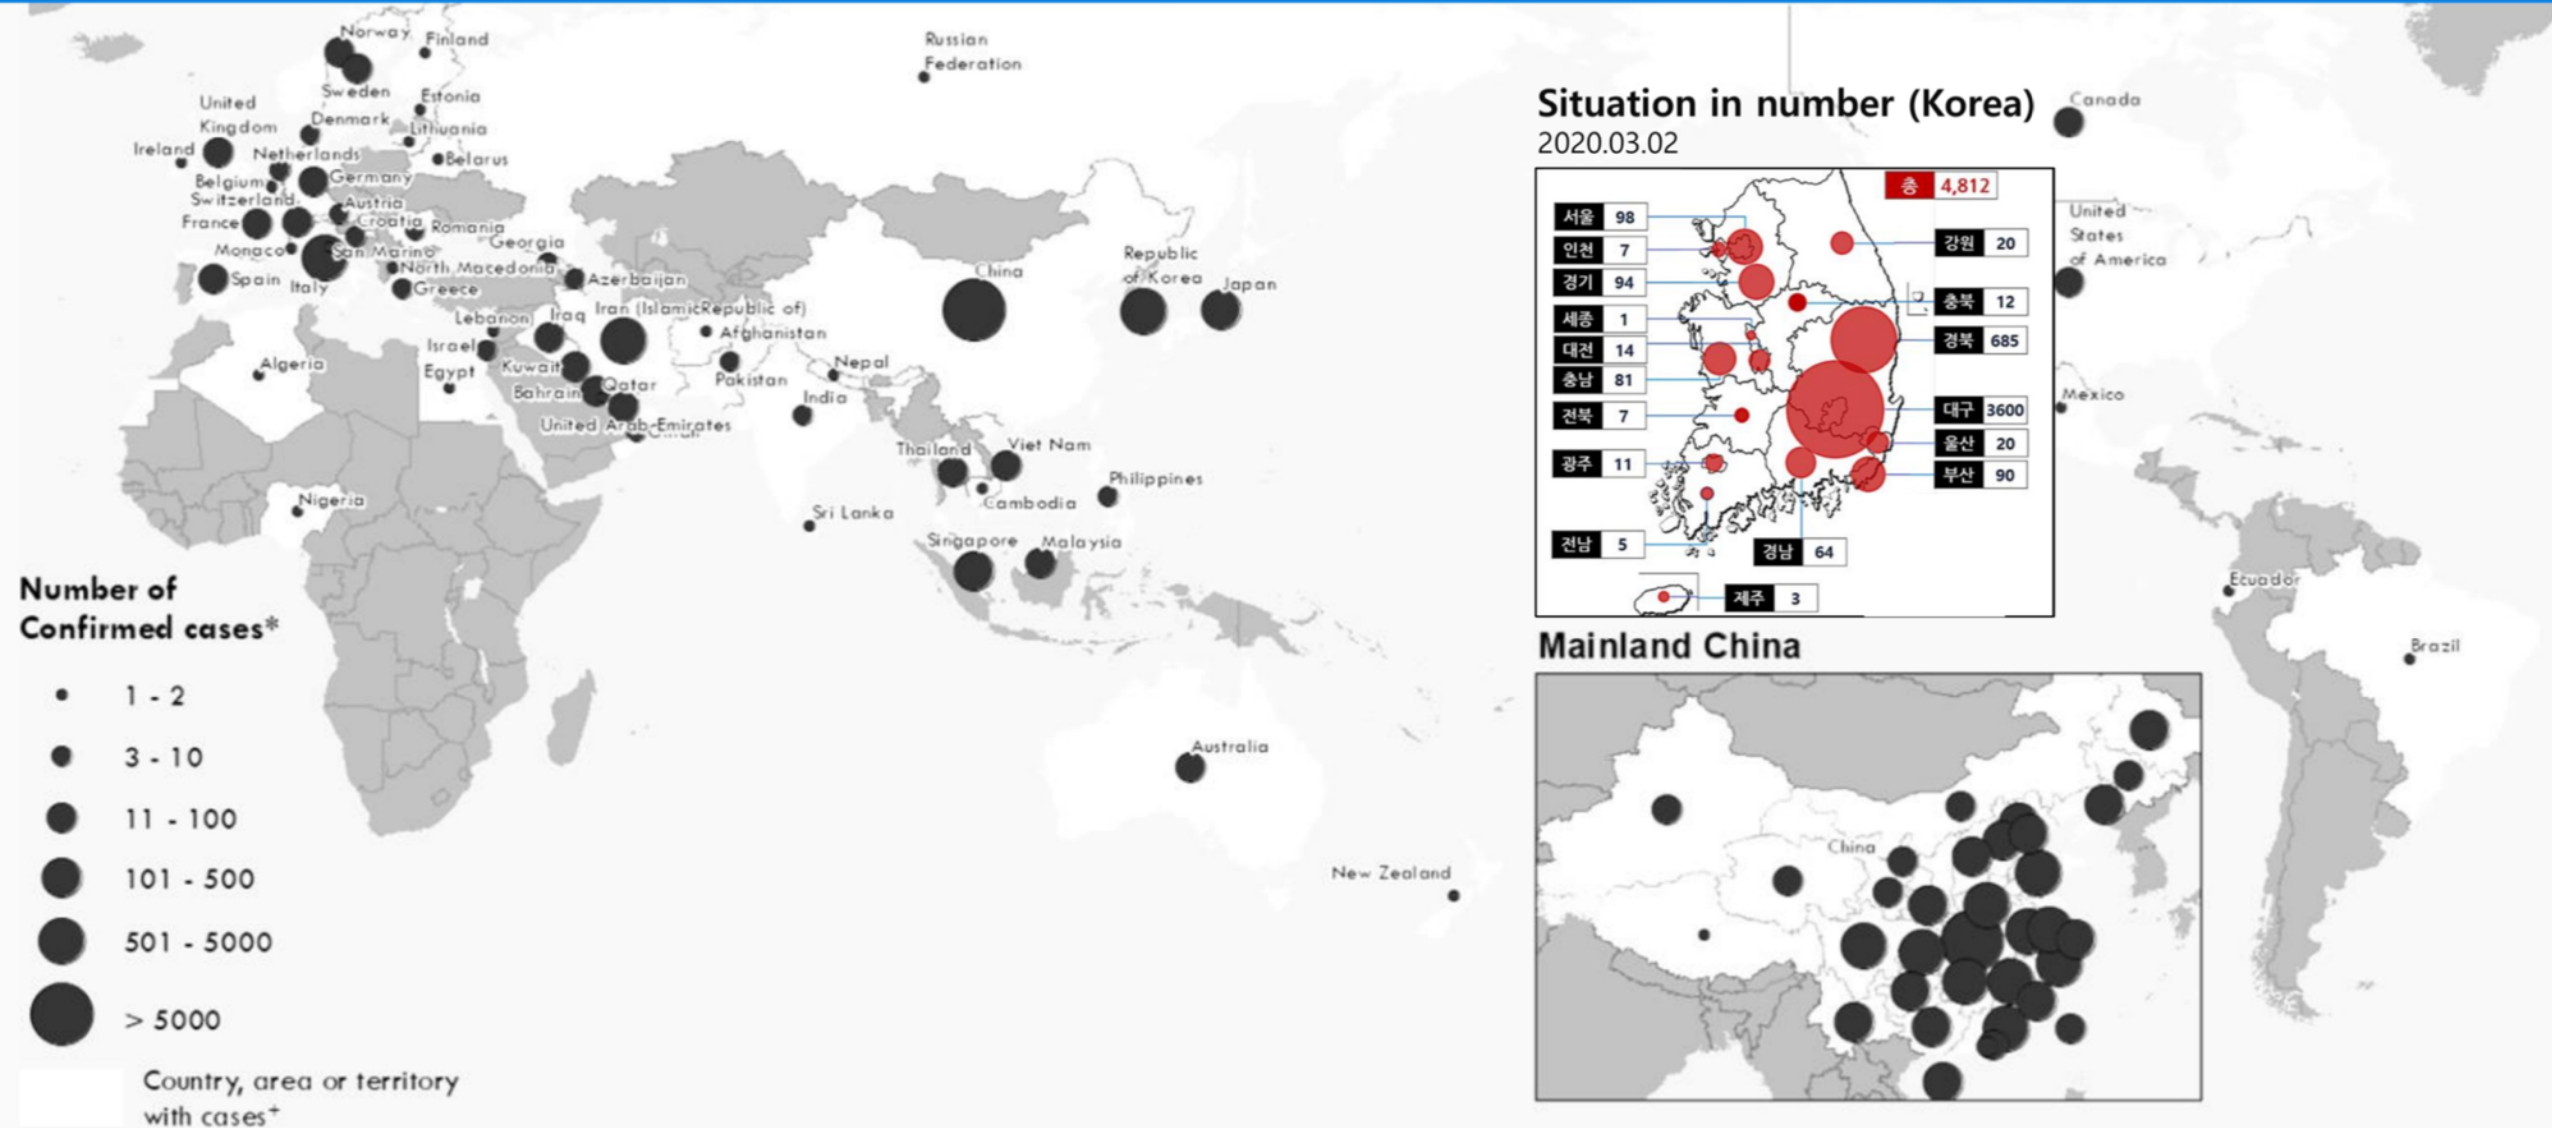 Norway
Finland
Sweden
Estonia
United
Kingdom
Denmark
Lithuania
Ireland
Netherlands
Belarus
Belgium
Germany
Switzerland
Austria
France
Croatia
Romania
Monaco
San Marino
Georgia
North Macedonia
Azerbaijan
Spain
Italy
Greece
Lebanon
Iraq
Iran (Islamic Republic of)
Afghanistan
Israel
Kuwait
Egypt
Algeria
Bahrain
Qatar
Pakistan
Nepal
India
United Arab Emirates
Nigeria
Russian
Federation
China
Republic
of Korea
Japan
Thailand
Viet Nam
Cambodia
Philippines
Sri Lanka
Singapore
Malaysia
Australia
New Zealand
Number of
Confirmed cases*
1 - 2
3 - 10
11 - 100
101 - 500
501 - 5000
> 5000
Country, area or territory
with cases+
Situation in number (Korea)
2020.03.02
총 4,812
서울 98
인천 7
경기 94
세종 1
대전 14
충남 81
전북 7
광주 11
전남 5
강원 20
충북 12
경북 685
대구 3600
울산 20
부산 90
경남 64
제주 3
Mainland China
China
Canada
United
States
of America
Mexico
Ecuador
Brazil